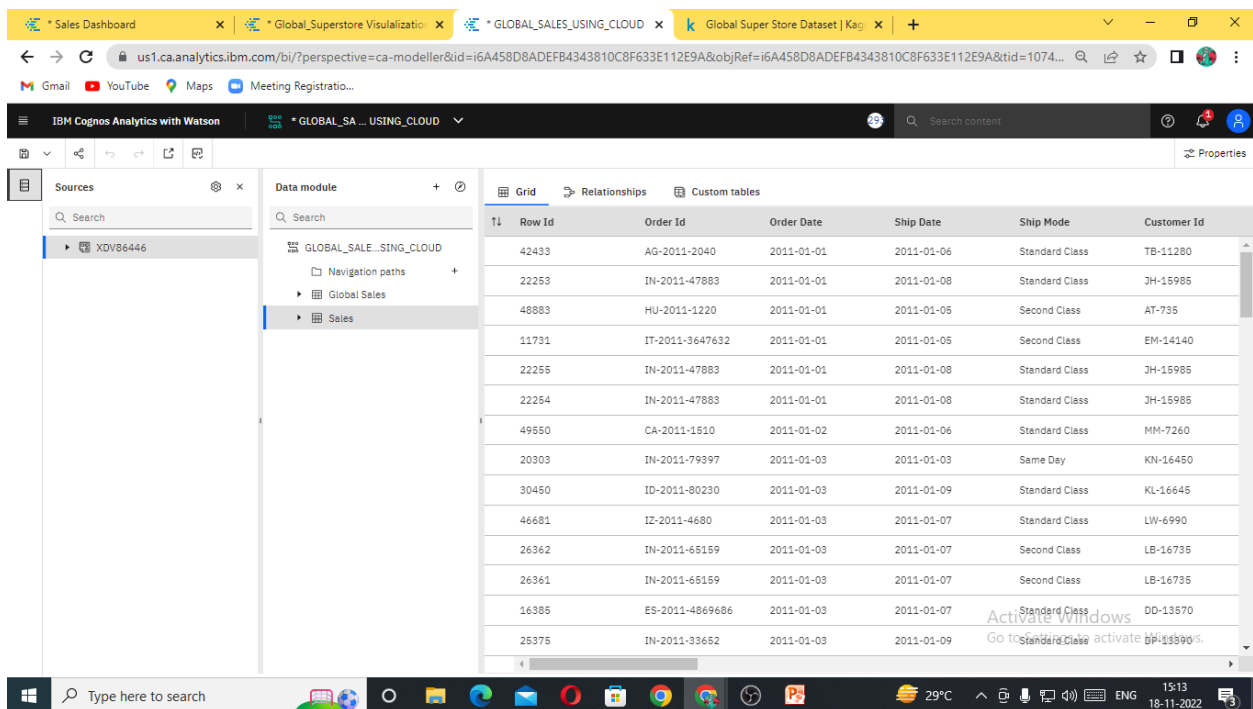 * Sales Dashboard
* Global_Superstore Visulalization
* GLOBAL_SALES_USING_CLOUD
k Global Super Store Dataset | Kag
us1.ca.analytics.ibm.com/bi/?perspective=ca-modeller&id=i6A458D8ADEFB4343810C8F633E112E9A&objRef=i6A458D8ADEFB4343810C8F633E112E9A&tid=1074...
Gmail YouTube Maps Meeting Registratio...
IBM Cognos Analytics with Watson * GLOBAL_SA ... USING_CLOUD 29 Search content 1
Properties
Sources Data module Grid Relationships Custom tables
Search Search
XDV86446 GLOBAL_SALE...SING_CLOUD
Navigation paths
Global Sales
Sales
Row Id Order Id Order Date Ship Date Ship Mode Customer Id
42433 AG-2011-2040 2011-01-01 2011-01-06 Standard Class TB-11280
22253 IN-2011-47883 2011-01-01 2011-01-08 Standard Class JH-15985
48883 HU-2011-1220 2011-01-01 2011-01-05 Second Class AT-735
11731 IT-2011-3647632 2011-01-01 2011-01-05 Second Class EM-14140
22255 IN-2011-47883 2011-01-01 2011-01-08 Standard Class JH-15985
22254 IN-2011-47883 2011-01-01 2011-01-08 Standard Class JH-15985
49550 CA-2011-1510 2011-01-02 2011-01-06 Standard Class MM-7260
20303 IN-2011-79397 2011-01-03 2011-01-03 Same Day KN-16450
30450 ID-2011-80230 2011-01-03 2011-01-09 Standard Class KL-16645
46681 IZ-2011-4680 2011-01-03 2011-01-07 Standard Class LW-6990
26362 IN-2011-65159 2011-01-03 2011-01-07 Second Class LB-16735
26361 IN-2011-65159 2011-01-03 2011-01-07 Second Class LB-16735
16385 ES-2011-4869686 2011-01-03 2011-01-07 Standard Class DD-13570
25375 IN-2011-33652 2011-01-03 2011-01-09 Standard Class
Activate Windows
Go to Settings to activate Windows.
Type here to search 29°C ENG 15:13
18-11-2022 3